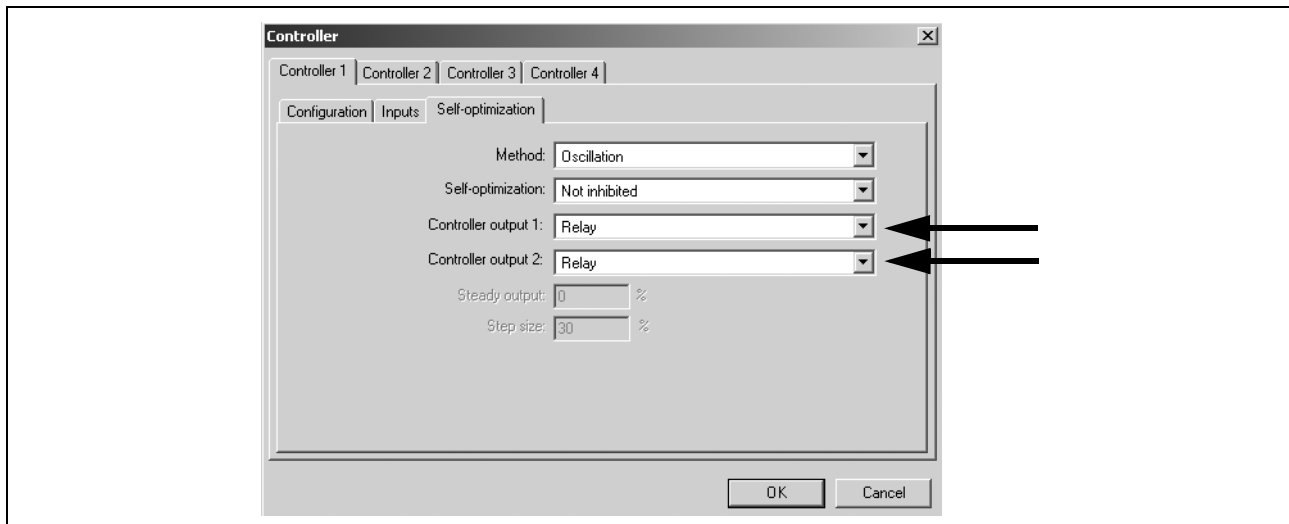 Controller
Controller 1 Controller 2 Controller 3 Controller 4
Configuration Inputs Self-optimization
Method: Oscillation
Self-optimization: Not inhibited
Controller output 1: Relay
Controller output 2: Relay
Steady output: 0 %
Step size: 30 %
OK Cancel